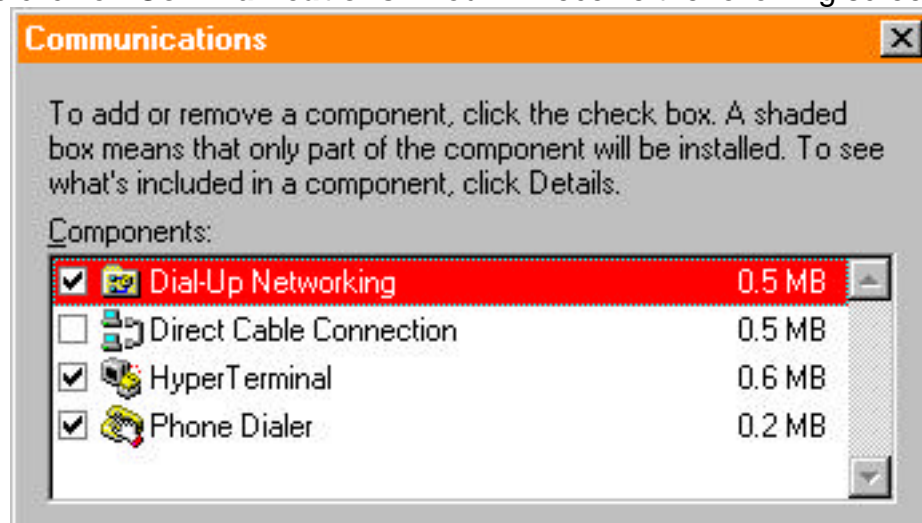 Communications
To add or remove a component, click the check box. A shaded
box means that only part of the component will be installed. To see
what's included in a component, click Details.
Components:
Dial-Up Networking 0.5 MB
Direct Cable Connection 0.5 MB
HyperTerminal 0.6 MB
Phone Dialer 0.2 MB